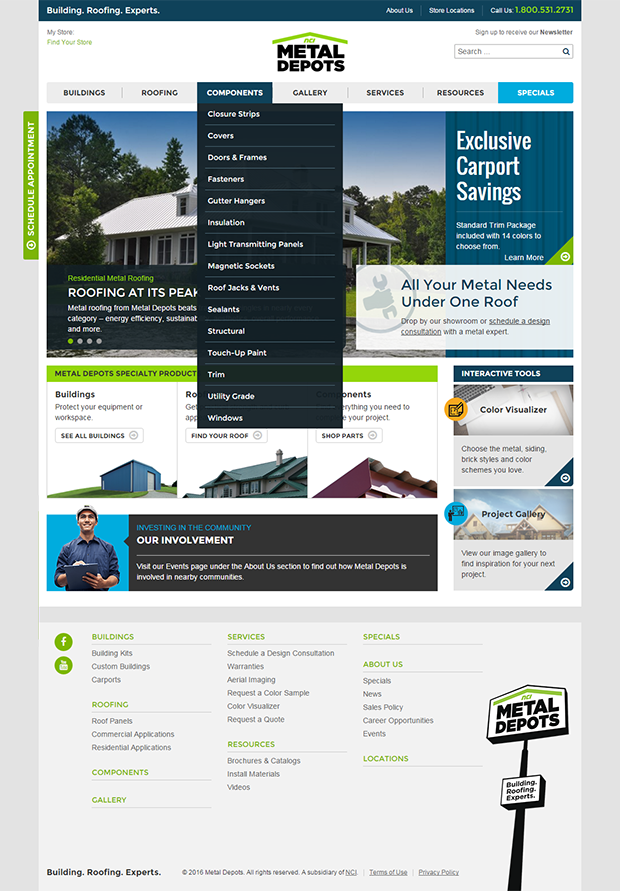 Building. Roofing. Experts.
About Us
Store Locations
Call Us: 1.800.531.2731
My Store:
Find Your Store
NCI
METAL
DEPOTS
Sign up to receive our Newsletter
Search ...
BUILDINGS
ROOFING
COMPONENTS
GALLERY
SERVICES
RESOURCES
SPECIALS
SCHEDULE APPOINTMENT
Closure Strips
Covers
Doors & Frames
Fasteners
Gutter Hangers
Insulation
Light Transmitting Panels
Magnetic Sockets
Roof Jacks & Vents
Sealants
Structural
Touch-Up Paint
Trim
Utility Grade
Windows
Residential Metal Roofing
ROOFING AT ITS PEAK
Metal roofing from Metal Depots beats
category – energy efficiency, sustainab
and more.
Exclusive
Carport
Savings
Standard Trim Package
included with 14 colors to
choose from.
Learn More
All Your Metal Needs
Under One Roof
Drop by our showroom or schedule a design
consultation with a metal expert.
METAL DEPOTS SPECIALTY PRODUCT
Buildings
Protect your equipment or
workspace.
SEE ALL BUILDINGS
FIND YOUR ROOF
everything you need to
your project.
SHOP PARTS
INTERACTIVE TOOLS
Color Visualizer
Choose the metal, siding,
brick styles and color
schemes you love.
Project Gallery
View our image gallery to
find inspiration for your next
project.
INVESTING IN THE COMMUNITY
OUR INVOLVEMENT
Visit our Events page under the About Us section to find out how Metal Depots is
involved in nearby communities.
BUILDINGS
Building Kits
Custom Buildings
Carports
ROOFING
Roof Panels
Commercial Applications
Residential Applications
COMPONENTS
GALLERY
SERVICES
Schedule a Design Consultation
Warranties
Aerial Imaging
Request a Color Sample
Color Visualizer
Request a Quote
RESOURCES
Brochures & Catalogs
Install Materials
Videos
SPECIALS
ABOUT US
Specials
News
Sales Policy
Career Opportunities
Events
LOCATIONS
NCI
METAL
DEPOTS
Building.
Roofing.
Experts.
Building. Roofing. Experts.
© 2016 Metal Depots. All rights reserved. A subsidiary of NCI.
Terms of Use
Privacy Policy